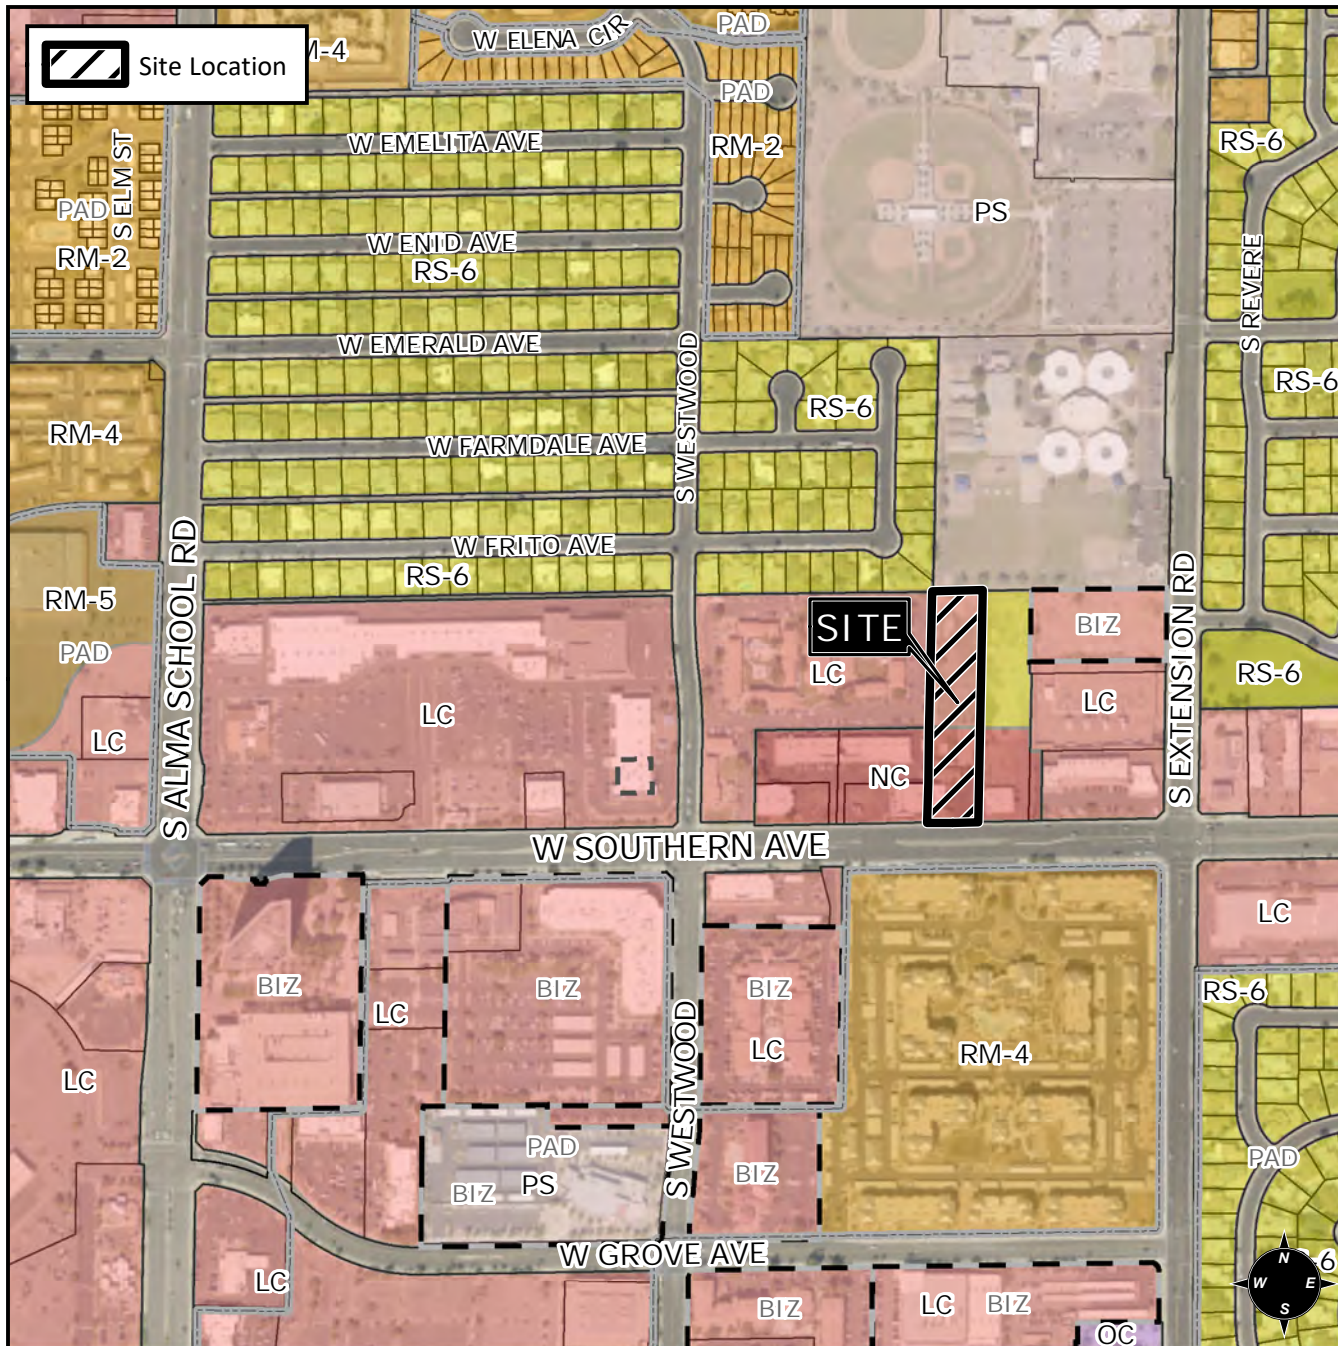 PAD
W ELENA CIR
M-4
Site Location
PAD
W EMELITA AVE
RM-2
RS-6
S ELM ST
PAD
RM-2
PS
W ENID AVE
RS-6
S REVERE
W EMERALD AVE
S WESTWOOD
RS-6
RS-6
RM-4
W FARMDALE AVE
W FRITO AVE
RS-6
RM-5
PAD
S ALMA SCHOOL RD
S EXTENSION RD
SITE
BIZ
LC
RS-6
LC
LC
LC
NC
W SOUTHERN AVE
LC
BIZ
BIZ
BIZ
RS-6
LC
LC
RM-4
LC
S WESTWOOD
PAD
PAD
BIZ
PS
BIZ
W GROVE AVE
LC
-6
N
W
E
S
BIZ
LC
BIZ
OC